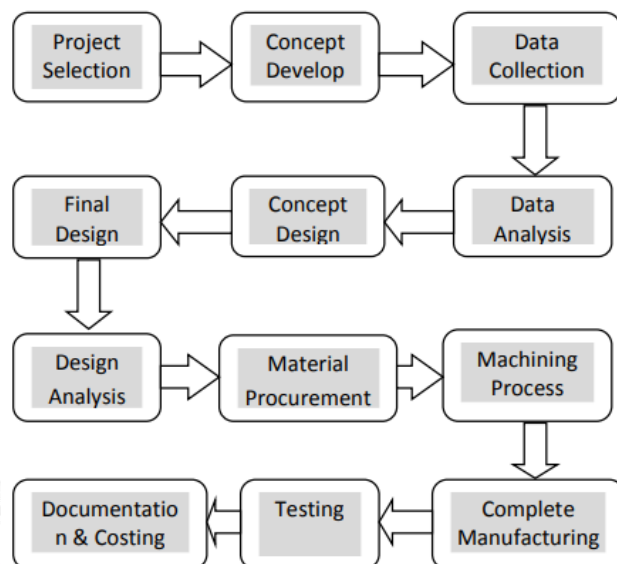 Project
Selection
Concept
Develop
Data
Collection
Final
Design
Concept
Design
Data
Analysis
Design
Analysis
Material
Procurement
Machining
Process
Documentatio
n & Costing
Testing
Complete
Manufacturing